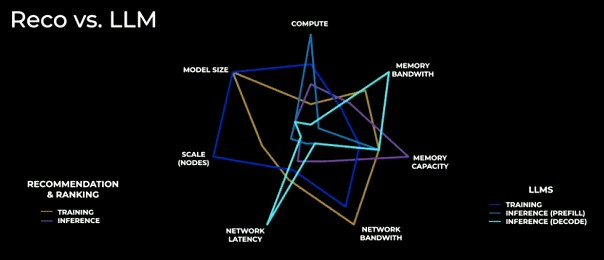 Reco vs. LLM
COMPUTE
MODEL SIZE
MEMORY
BANDWITH
SCALE
(NODES)
MEMORY
CAPACITY
RECOMMENDATION
& RANKING
TRAINING
INFERENCE
LLMS
TRAINING
INFERENCE (PREFILL)
INFERENCE (DECODE)
NETWORK
LATENCY
NETWORK
BANDWITH